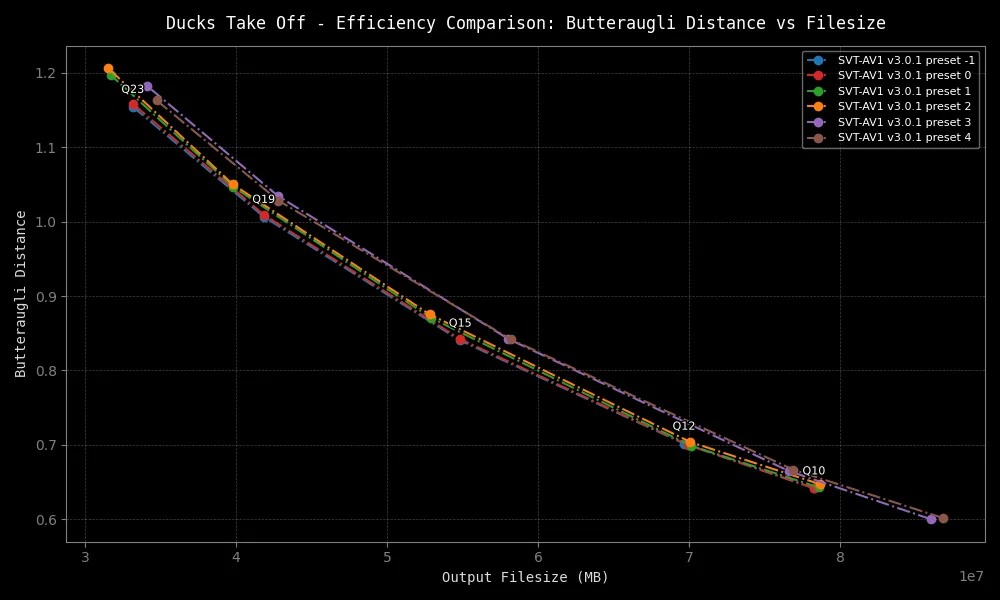 Ducks Take Off - Efficiency Comparison: Butteraugli Distance vs Filesize
SVT-AV1 v3.0.1 preset -1
SVT-AV1 v3.0.1 preset 0
SVT-AV1 v3.0.1 preset 1
SVT-AV1 v3.0.1 preset 2
SVT-AV1 v3.0.1 preset 3
SVT-AV1 v3.0.1 preset 4
1.2
1.1
1.0
0.9
0.8
0.7
0.6
Butteraugli Distance
Q23
Q19
Q15
Q12
Q10
3 4 5 6 7 8
1e7
Output Filesize (MB)